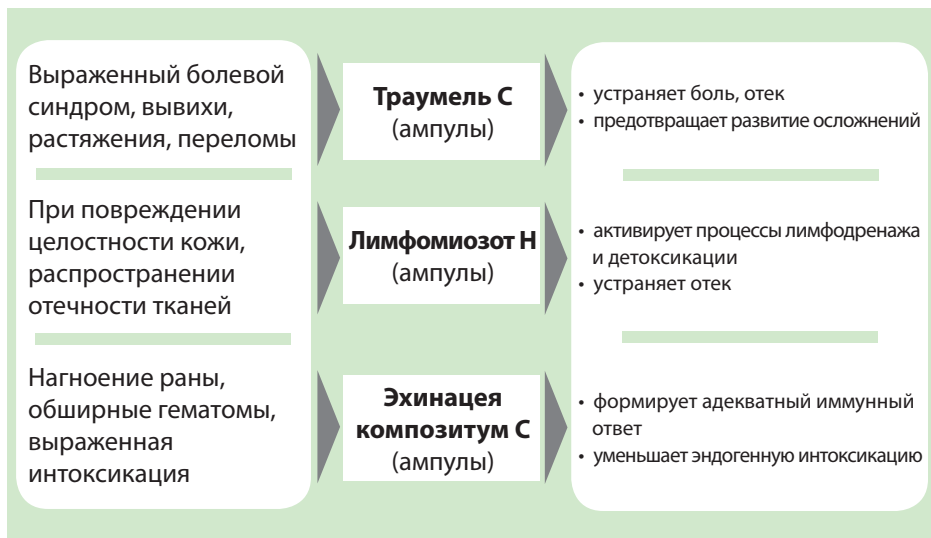 Выраженный болевой
синдром, вывихи,
растяжения, переломы
Траумель С
(ампулы)
• устраняет боль, отек
• предотвращает развитие осложнений
При повреждении
целостности кожи,
распространении
отечности тканей
Лимфомиозот Н
(ампулы)
• активирует процессы лимфодренажа
и детоксикации
• устраняет отек
Нагноение раны,
обширные гематомы,
выраженная
интоксикация
Эхинацея
композитум С
(ампулы)
• формирует адекватный иммунный
ответ
• уменьшает эндогенную интоксикацию